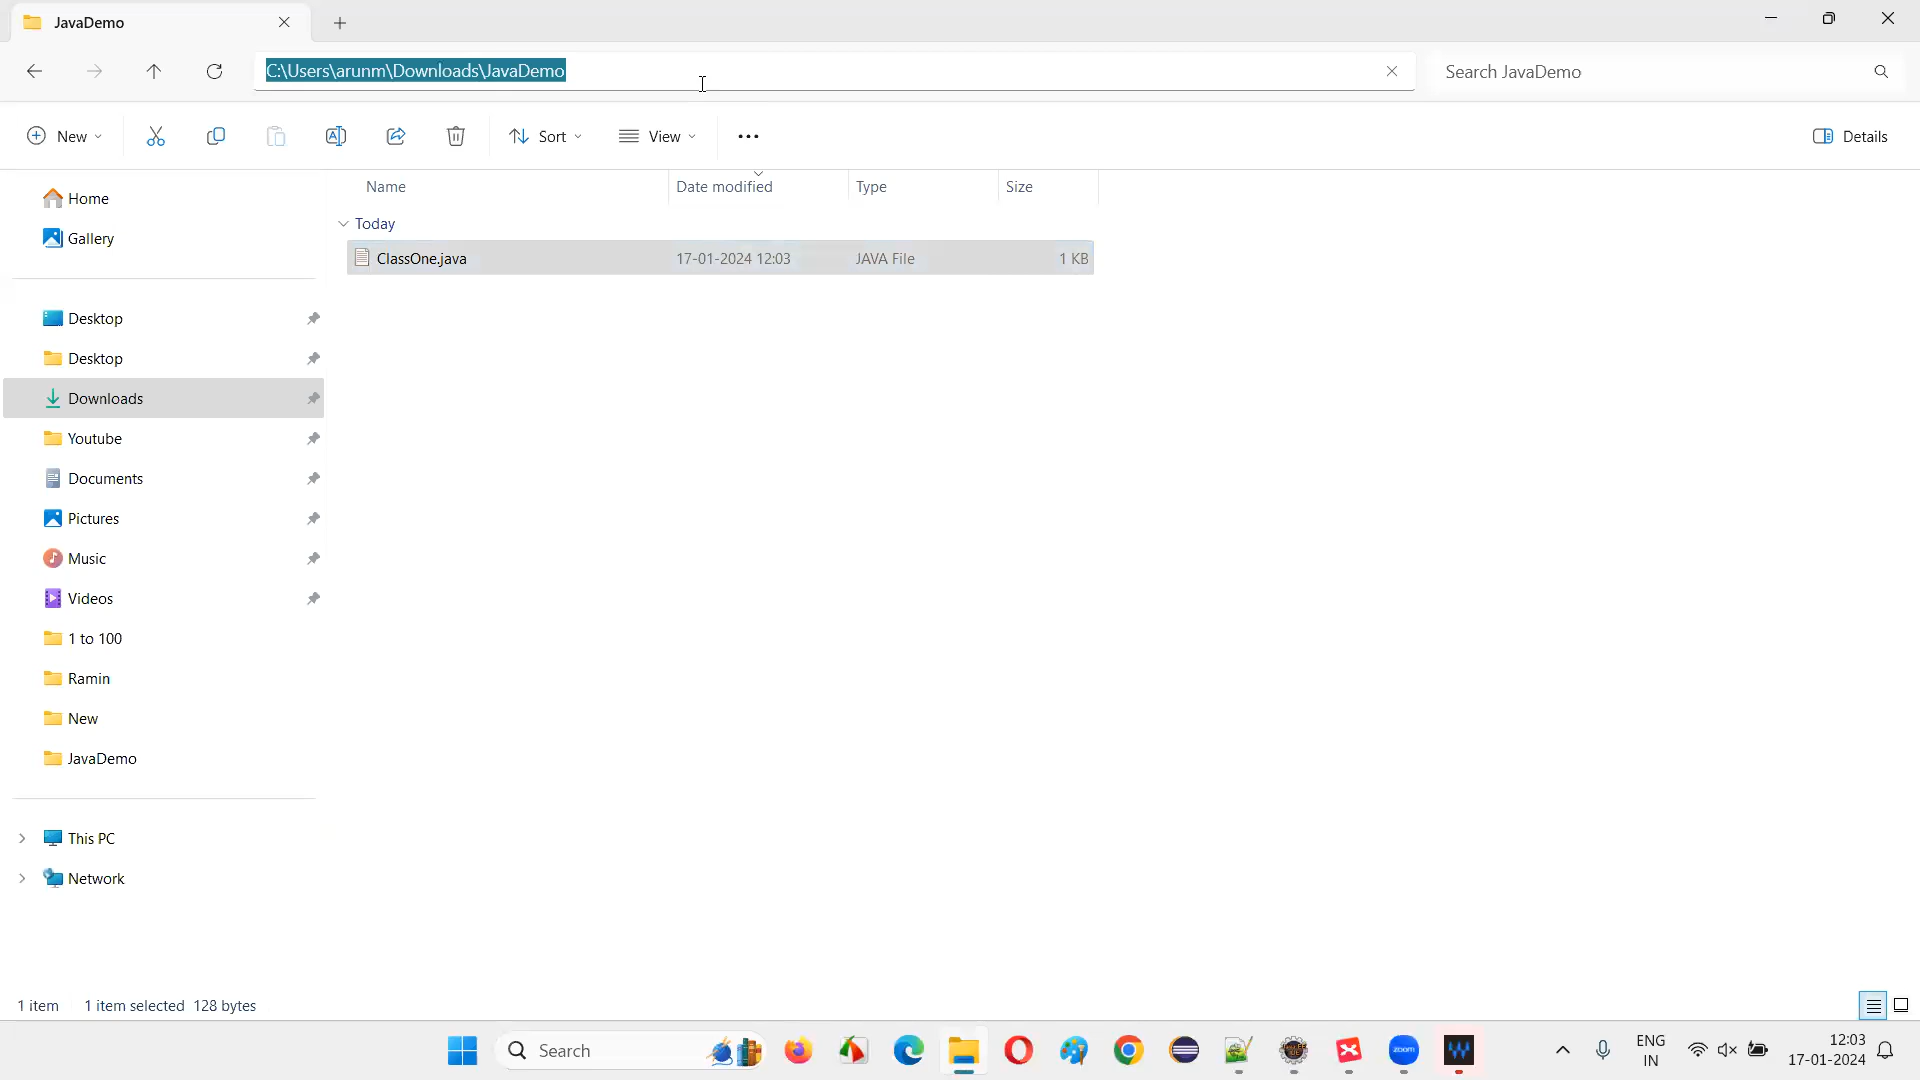 JavaDemo
C:\Users\arunm\Downloads\JavaDemo
Search JavaDemo
New
Sort
View
Details
Name
Date modified
Type
Size
Today
ClassOne.java
17-01-2024 12:03
JAVA File
1 KB
Home
Gallery
Desktop
Desktop
Downloads
Youtube
Documents
Pictures
Music
Videos
1 to 100
Ramin
New
JavaDemo
This PC
Network
1 item
1 item selected 128 bytes
Search
zoom
ENG
IN
12:03
17-01-2024